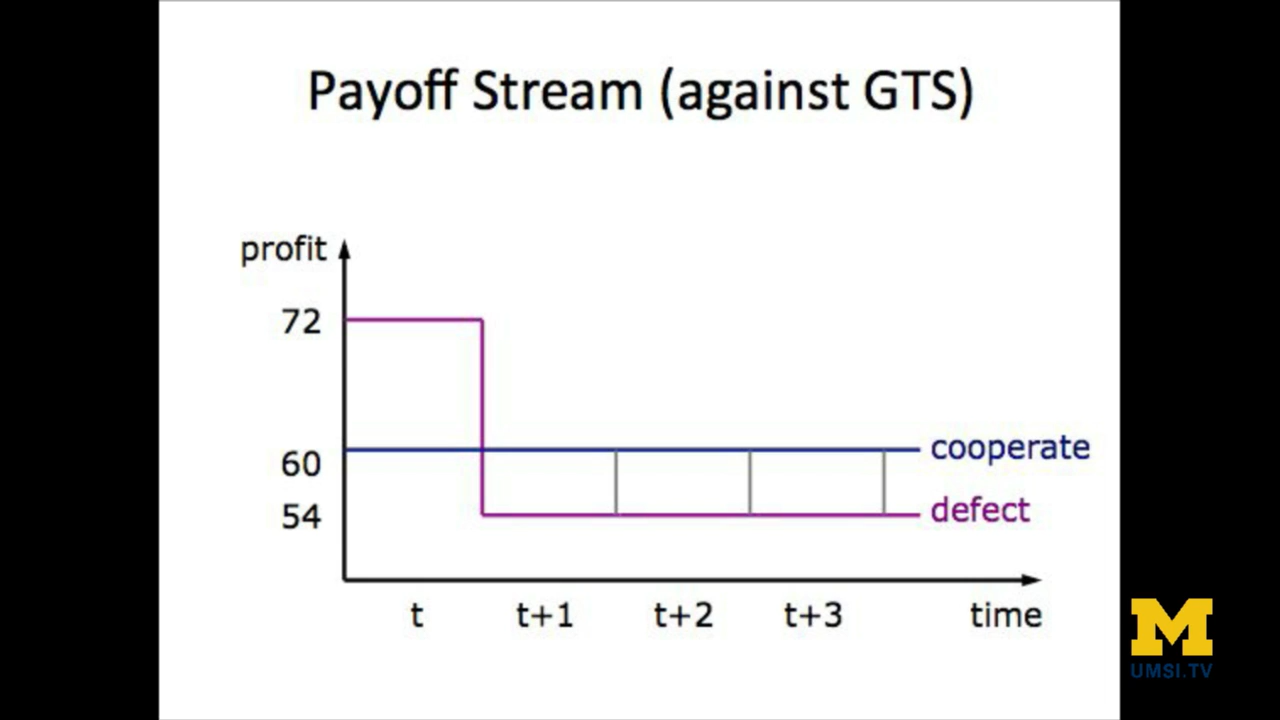 Payoff Stream (against GTS)
profit
72
60
54
cooperate
defect
t t+1 t+2 t+3 time
M
UMSI.TV